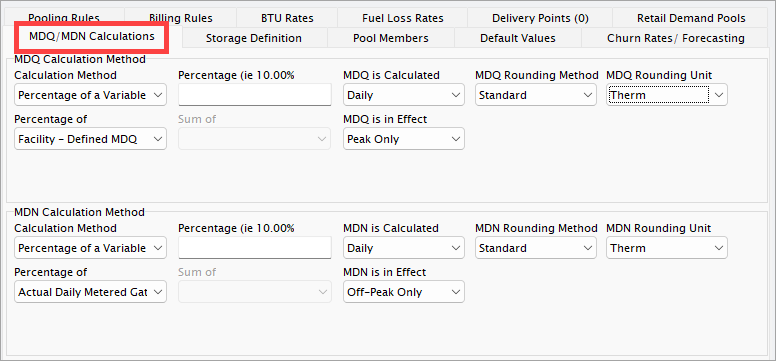 Pooling Rules Billing Rules BTU Rates Fuel Loss Rates Delivery Points (0) Retail Demand Pools
MDQ/MDN Calculations Storage Definition Pool Members Default Values Churn Rates/ Forecasting
MDQ Calculation Method
Calculation Method Percentage (ie 10.00% MDQ is Calculated MDQ Rounding Method MDQ Rounding Unit
Percentage of a Variable Daily Standard Therm
Percentage of Sum of MDQ is in Effect
Facility - Defined MDQ Peak Only
MDN Calculation Method
Calculation Method Percentage (ie 10.00% MDN is Calculated MDN Rounding Method MDN Rounding Unit
Percentage of a Variable Daily Standard Therm
Percentage of Sum of MDN is in Effect
Actual Daily Metered Gat Off-Peak Only